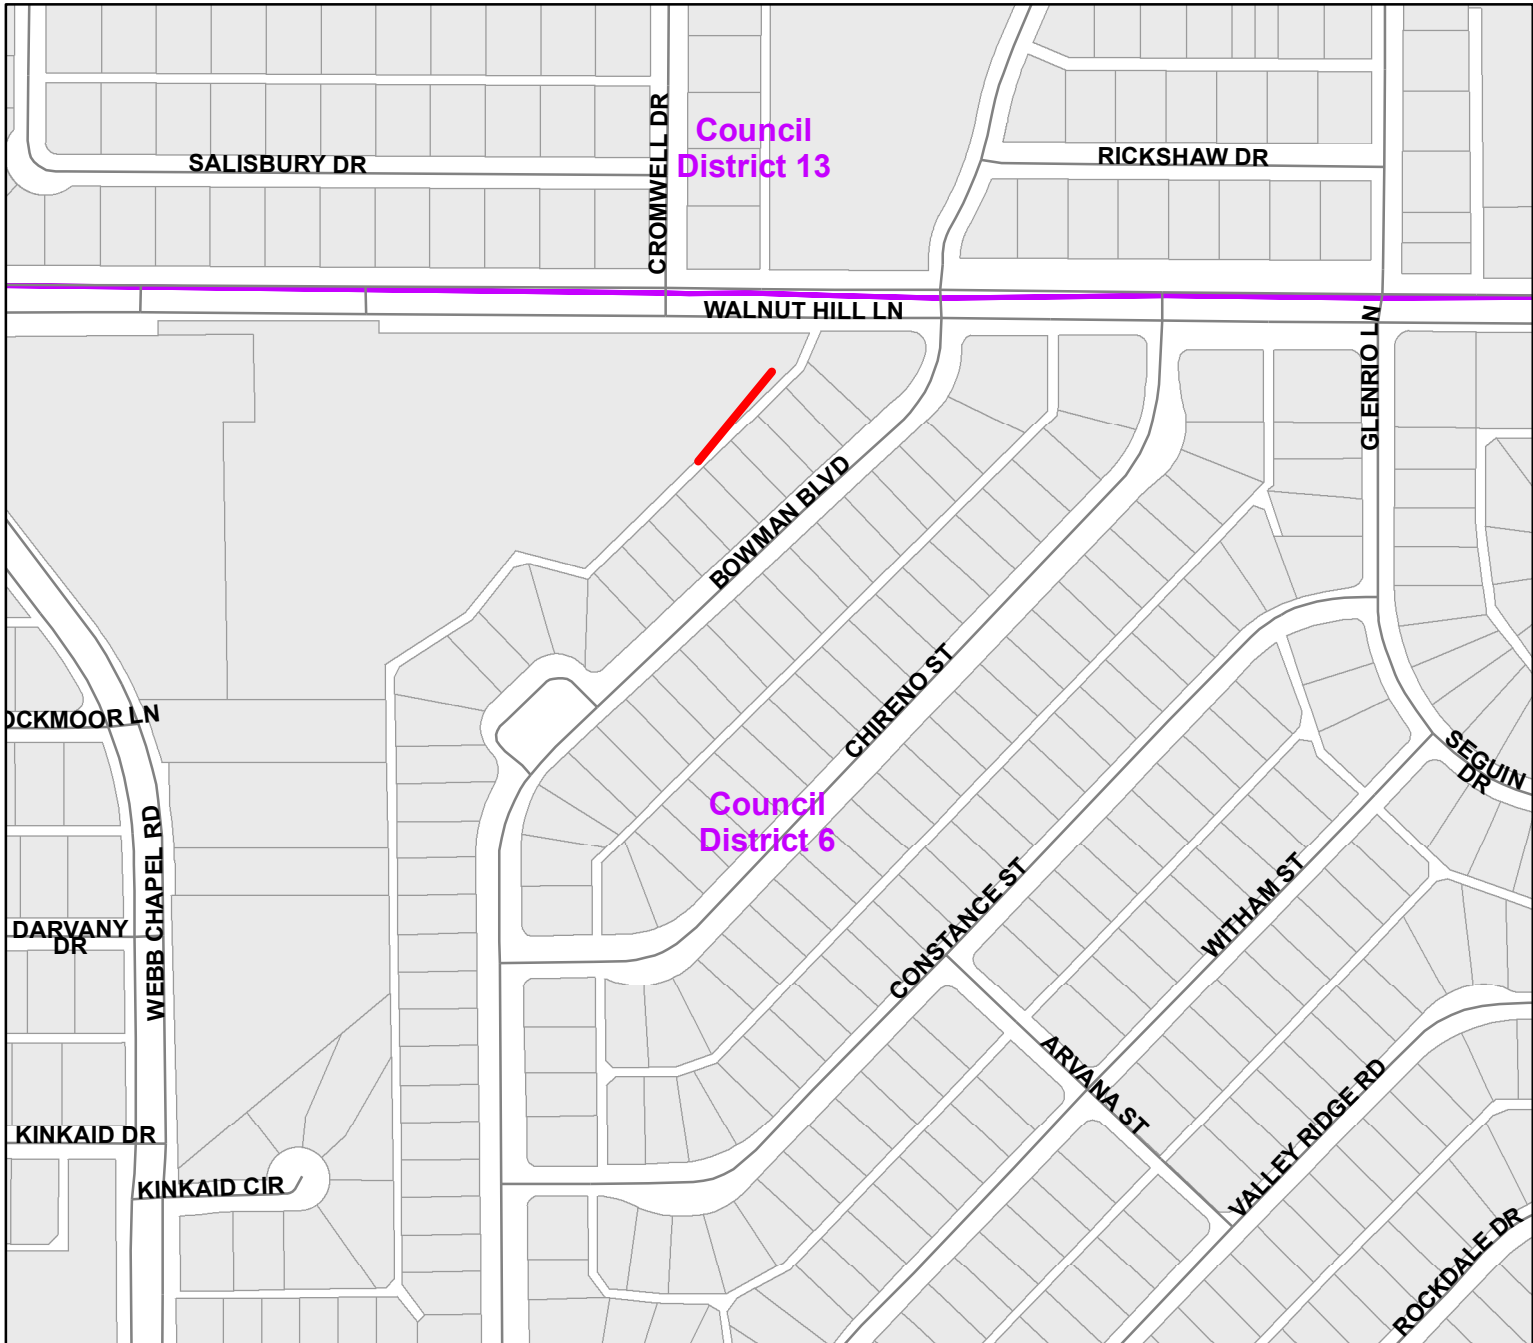 Council
District 13
SALISBURY DR
CROMWELL DR
RICKSHAW DR
WALNUT HILL LN
GLENRIO LN
BOWMAN BLVD
CHIRENO ST
OCKMOOR LN
SEGUIN
DR
Council
District 6
WEBB CHAPEL RD
CONSTANCE ST
WITHAM ST
DARVANY
DR
ARVANA ST
VALLEY RIDGE RD
KINKAID DR
KINKAID CIR
ROCKDALE DR